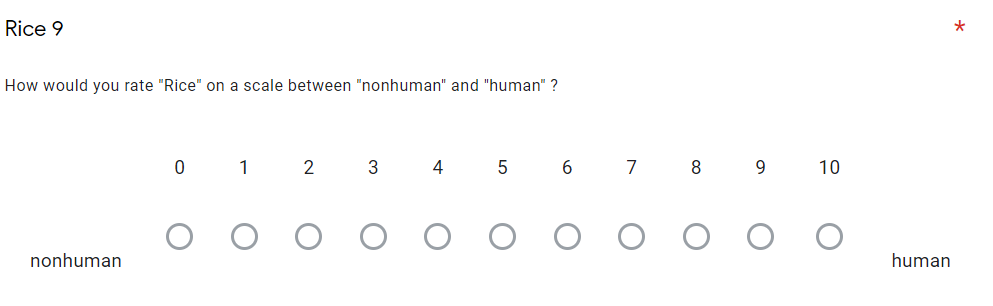 Rice 9 *
How would you rate "Rice" on a scale between "nonhuman" and "human" ?
0 1 2 3 4 5 6 7 8 9 10
nonhuman human